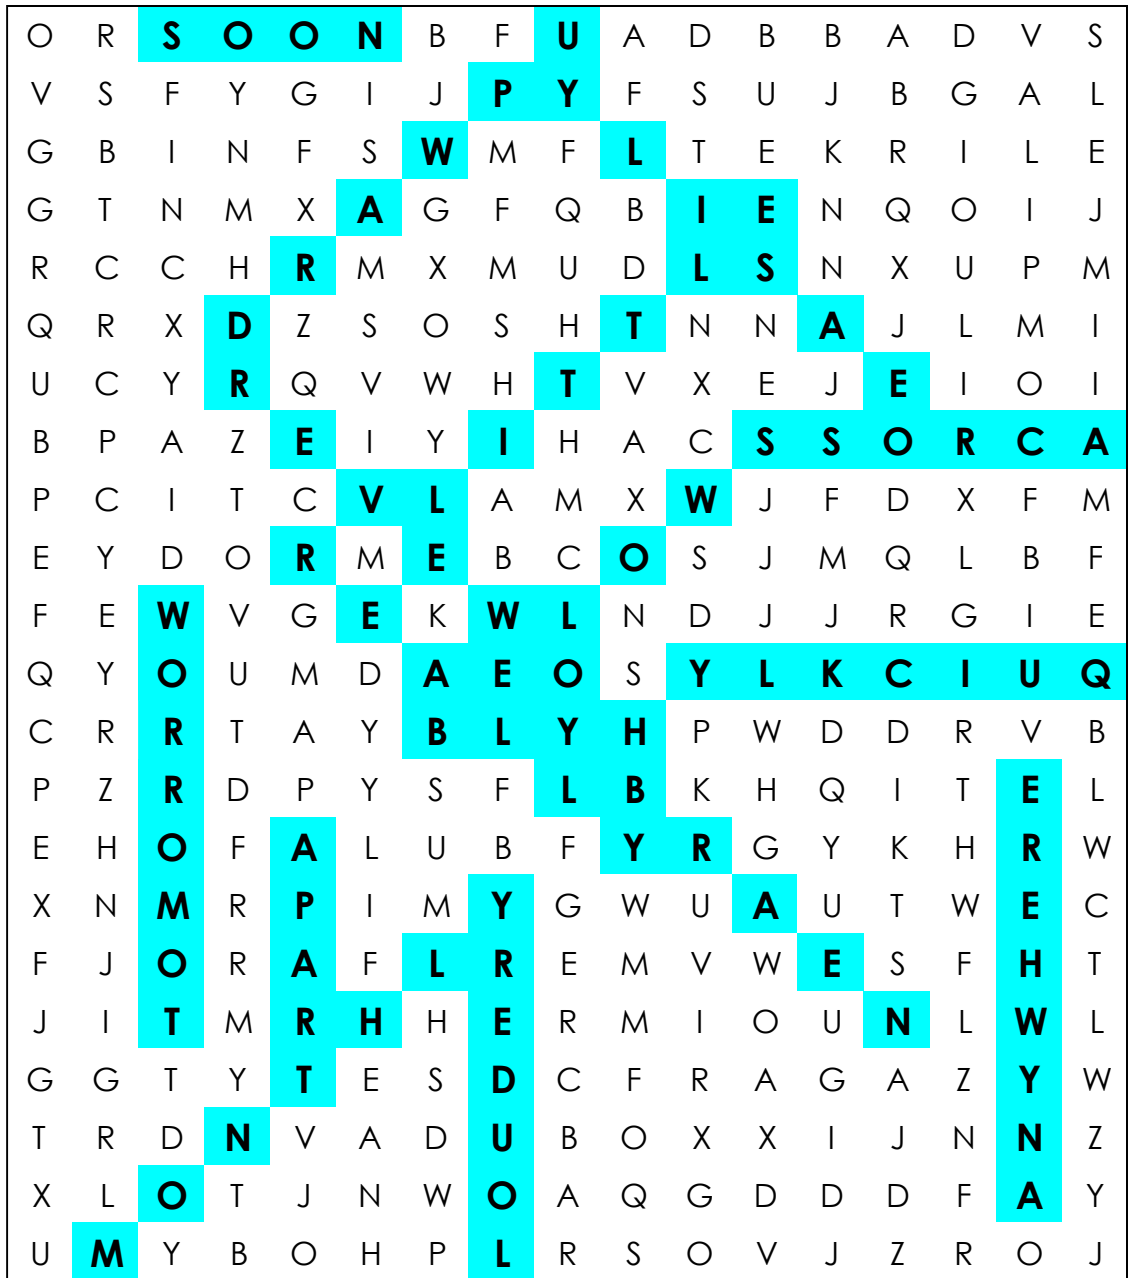 O R S O O N B F U A D B B A D V S
V S F Y G I J P Y F S U J B G A L
G B I N F S W M F L T E K R I L E
G T N M X A G F Q B I E N Q O I J
R C C H R M X M U D L S N X U P M
Q R X D Z S O S H T N N A J L M I
U C Y R Q V W H T V X E J E I O I
B P A Z E I Y I H A C S S O R C A
P C I T C V L A M X W J F D X F M
E Y D O R M E B C O S J M Q L B F
F E W V G E K W L N D J J R G I E
Q Y O U M D A E O S Y L K C I U Q
C R R T A Y B L Y H P W D D R V B
P Z R D P Y S F L B K H Q I T E L
E H O F A L U B F Y R G Y K H R W
X N M R P I M Y G W U A U T W E C
F J O R A F L R E M V W E S F H T
J I T M R H H E R M I O U N L W L
G G T Y T E S D C F R A G A Z Y W
T R D N V A D U B O X X I J N N Z
X L O T J N W O A Q G D D D F A Y
U M Y B O H P L R S O V J Z R O J